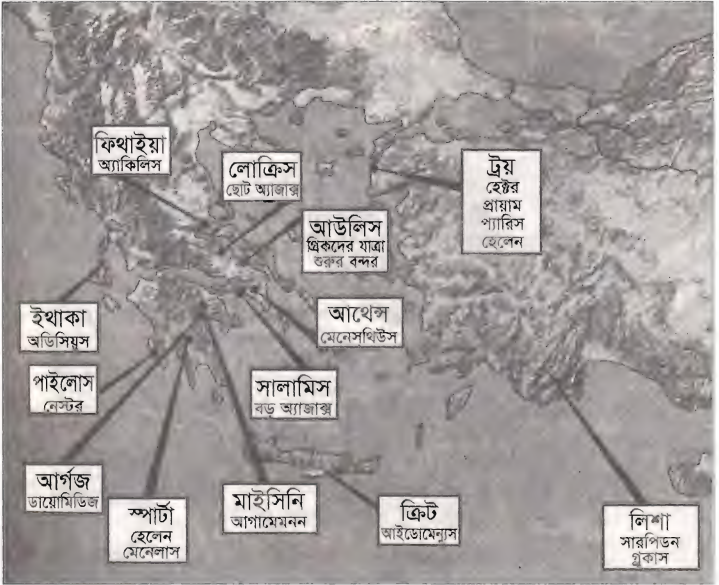 ফিথাইয়া
অ্যাকিলিস
লোক্রিস
ছোট অ্যাজাক্স
ট্রয়
হেক্টর
প্রায়াম
প্যারিস
হেলেন
আউলিস
গ্রিকদের যাত্রা
শুরুর বন্দর
ইথাকা
অডিসিয়ুস
আথেন্স
মেনেসথিউস
পাইলোস
নেস্টর
সালামিস
বড় অ্যাজাক্স
আর্গজ
ডায়োমিডিজ
স্পার্টা
হেলেন
মেনেলাস
মাইসিনি
আগামেমনন
ক্রিট
আইডোমেন্যুস
লিশা
সারপিডন
গ্লুকাস